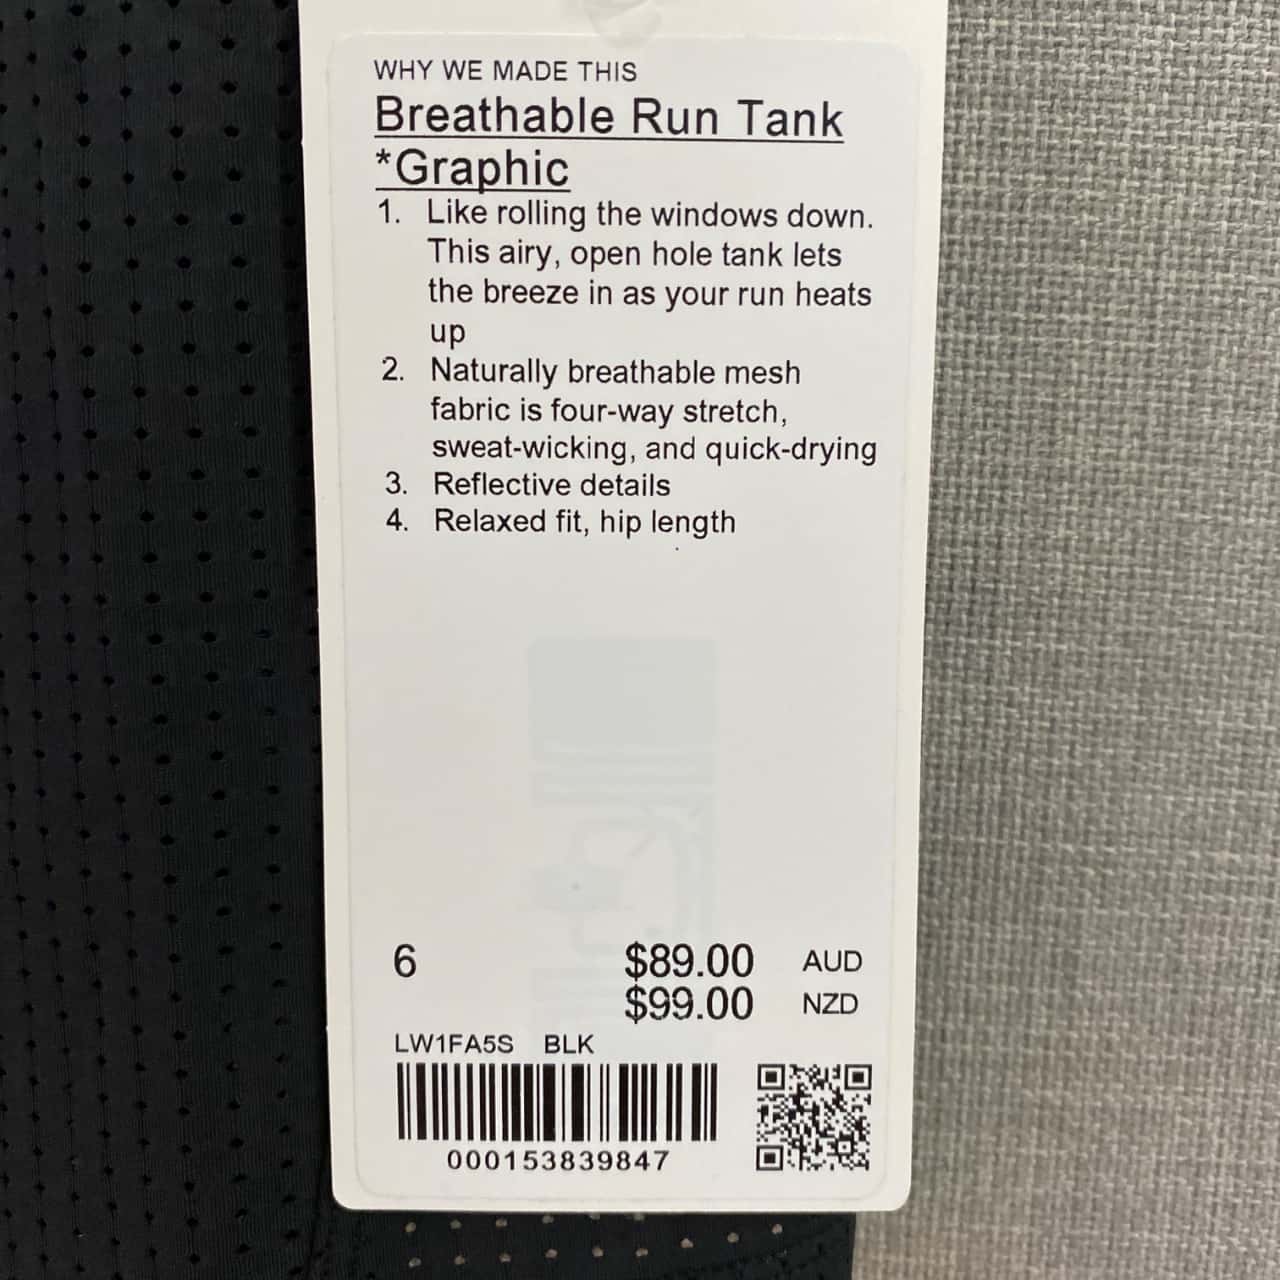 WHY WE MADE THIS
Breathable Run Tank
*Graphic
1. Like rolling the windows down.
This airy, open hole tank lets
the breeze in as your run heats
up
2. Naturally breathable mesh
fabric is four-way stretch,
sweat-wicking, and quick-drying
3. Reflective details
4. Relaxed fit, hip length
6 $89.00 AUD
$99.00 NZD
LW1FA5S BLK
000153839847